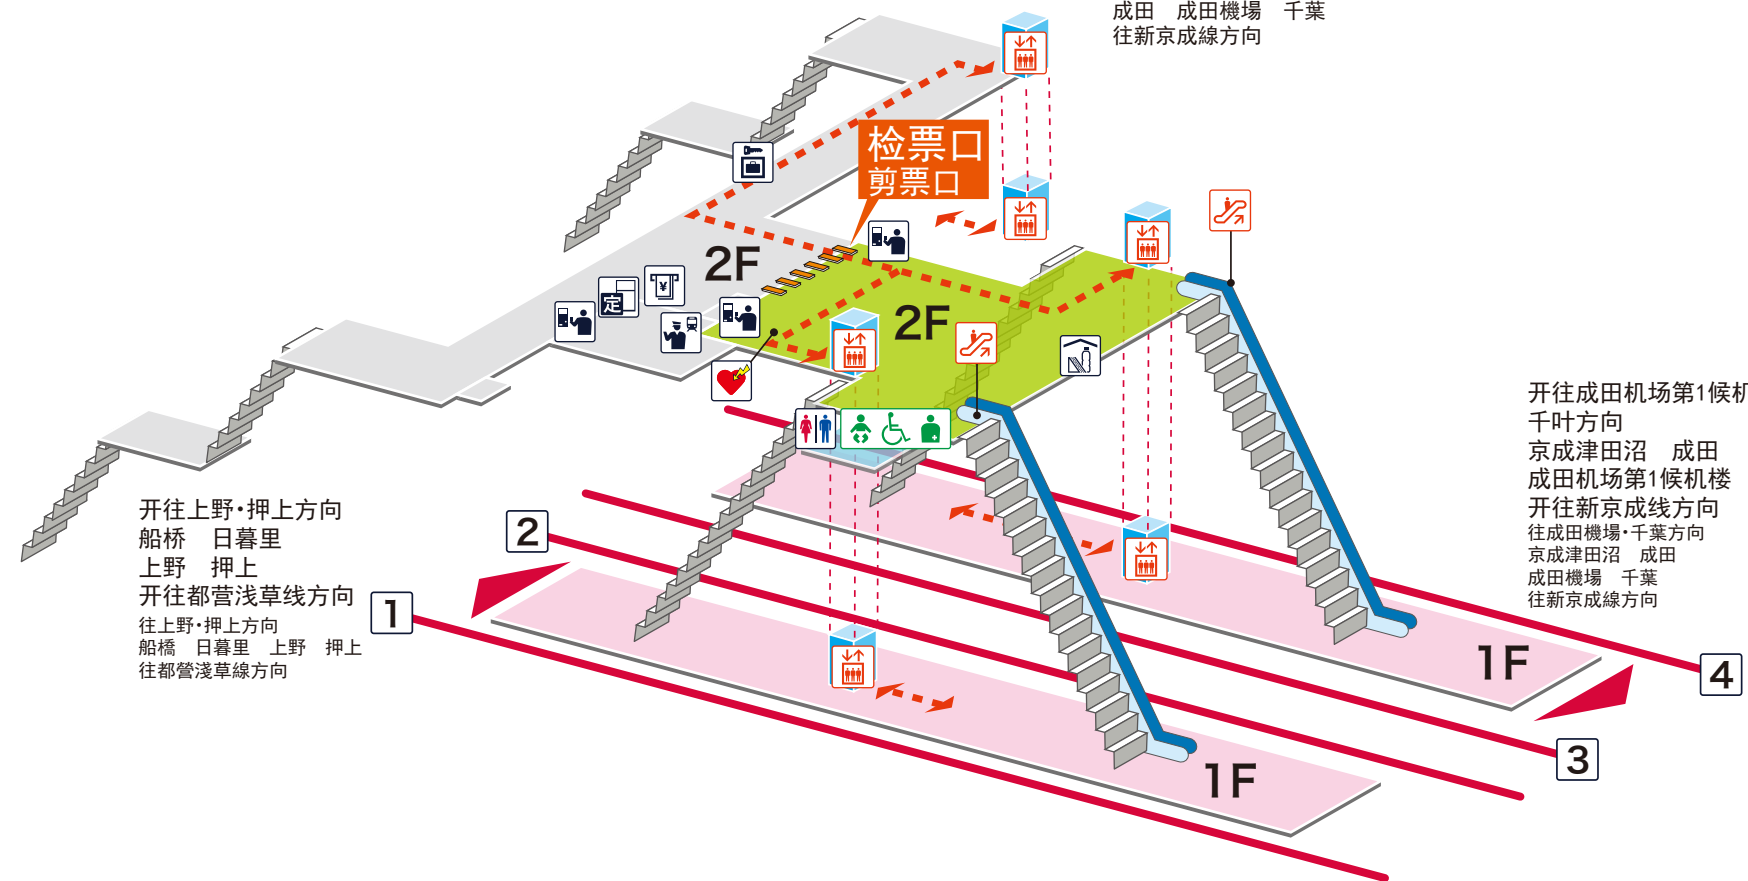 成田　成田機場　千葉
往新京成線方向
检票口
剪票口
2F
2F
定
¥
开往成田机场第1候机
千叶方向
京成津田沼　成田
成田机场第1候机楼
开往新京成线方向
往成田機場・千葉方向
京成津田沼　成田
成田機場　千葉
往新京成線方向
开往上野・押上方向
船桥　日暮里
上野　押上
开往都营浅草线方向
往上野・押上方向
船橋　日暮里　上野　押上
往都營淺草線方向
2
1
1F
4
3
1F